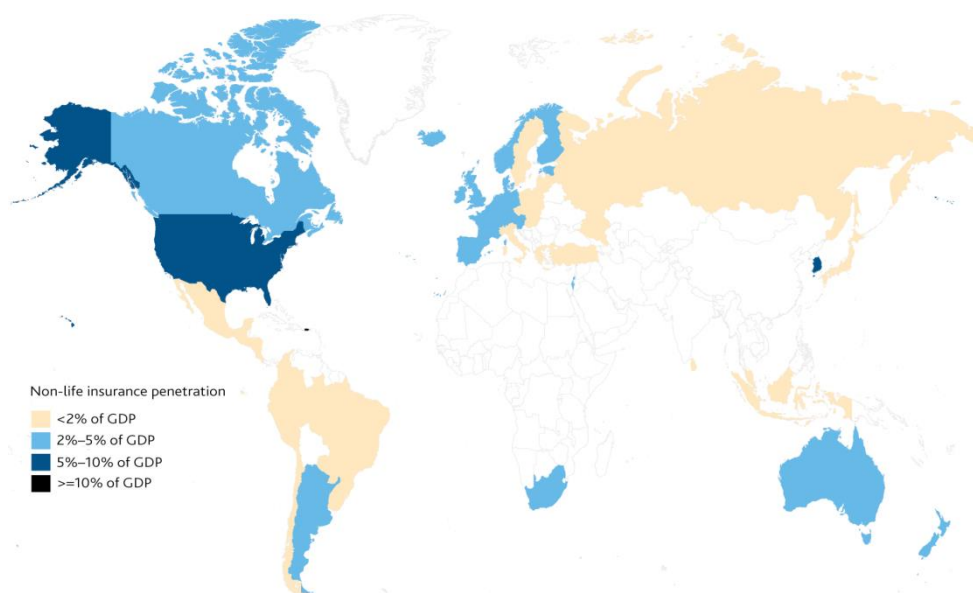 Non-life insurance penetration
<2% of GDP
2%–5% of GDP
5%–10% of GDP
>=10% of GDP